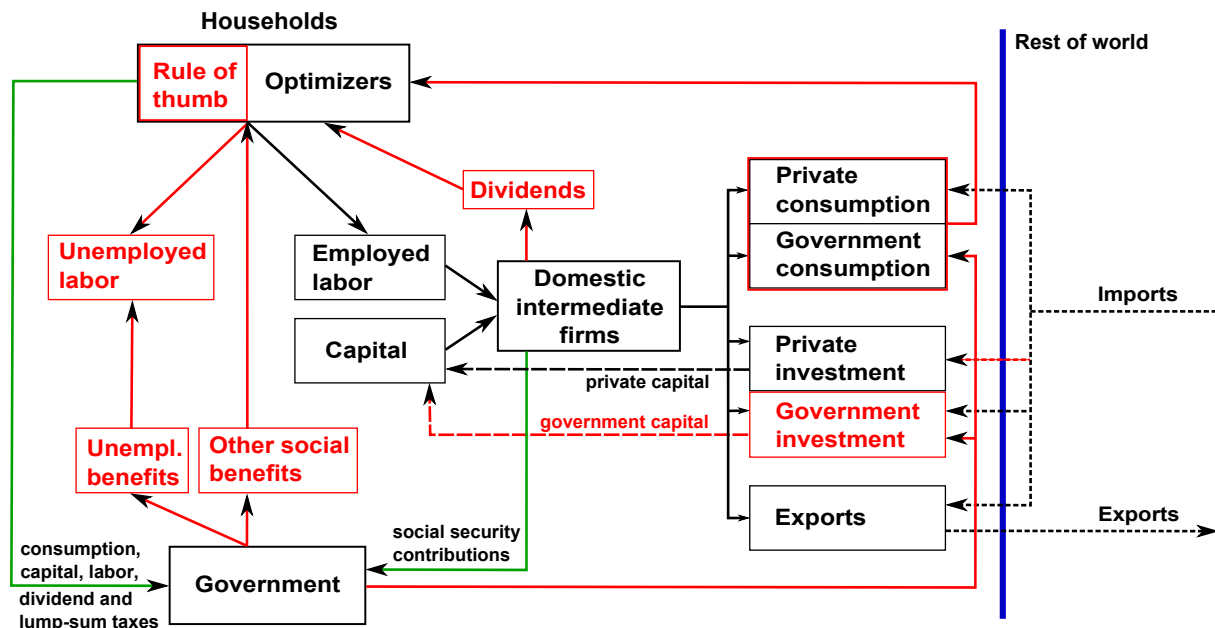 Households
Rest of world
Rule of
thumb
Optimizers
Dividends
Private
consumption
Government
consumption
Unemployed
labor
Employed
labor
Domestic
intermediate
firms
Imports
Capital
Private
investment
private capital
government capital
Government
investment
Unempl.
benefits
Other social
benefits
Exports
Exports
social security
contributions
consumption,
capital, labor,
dividend and
lump-sum taxes
Government